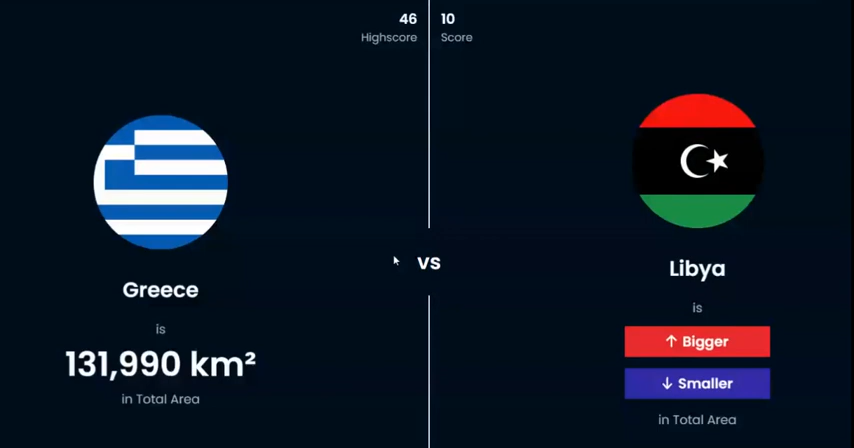 46
Highscore
10
Score
Greece
is
131,990 km²
in Total Area
VS
Libya
is
↑ Bigger
↓ Smaller
in Total Area